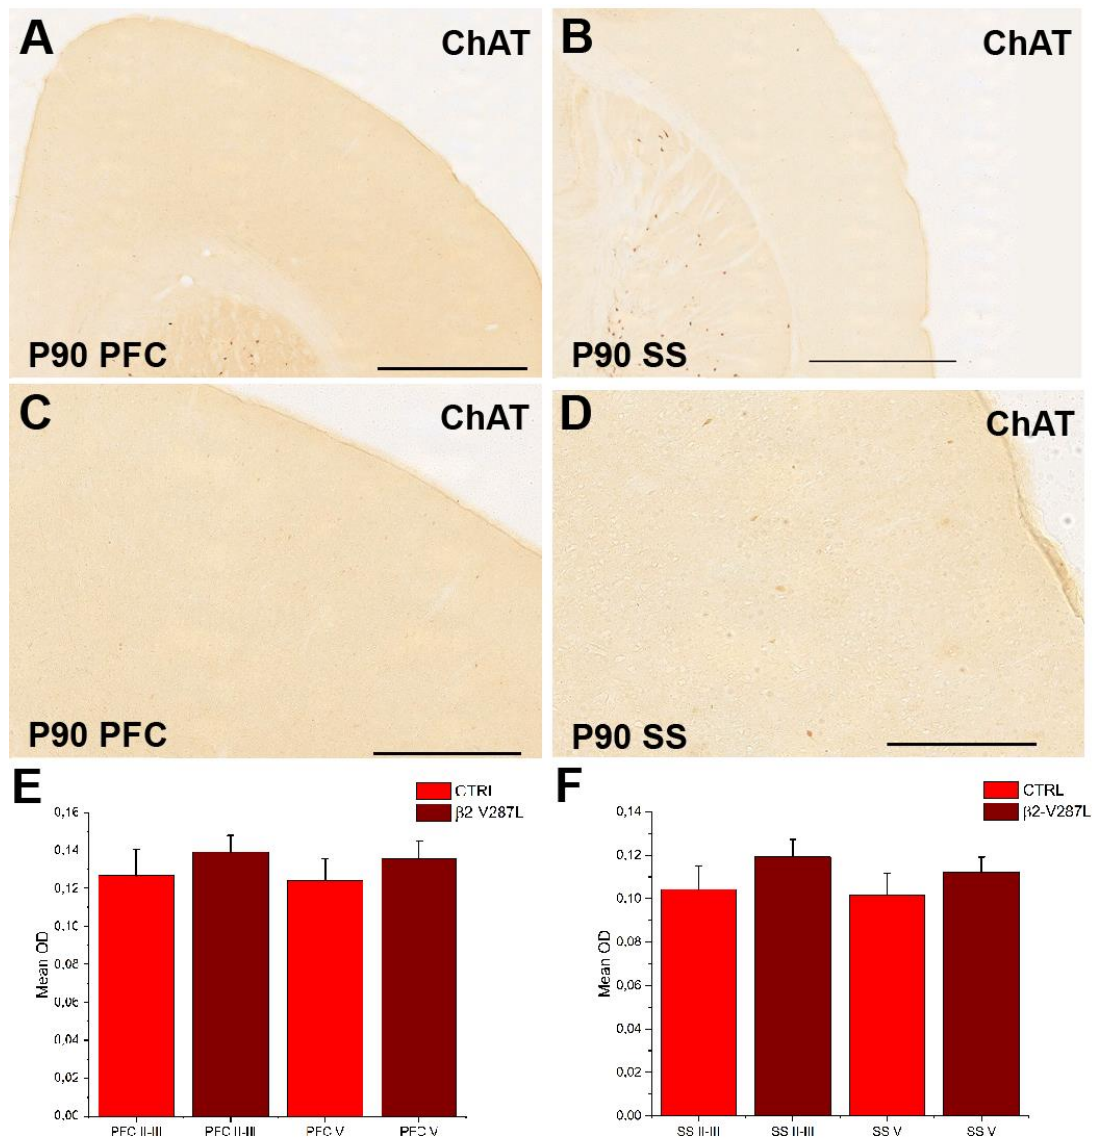 A
ChAT
P90 PFC
B
ChAT
P90 SS
C
ChAT
P90 PFC
D
ChAT
P90 SS
E
CTRL
β2 V287L
0,16
0,14
0,12
0,10
0,08
0,06
0,04
0,02
0,00
Mean OD
PFC II-III
PFC II-III
PFC V
PFC V
F
CTRL
β2-V287L
0,14
0,12
0,10
0,08
0,06
0,04
0,02
0,00
Mean OD
SS II-III
SS II-III
SS V
SS V